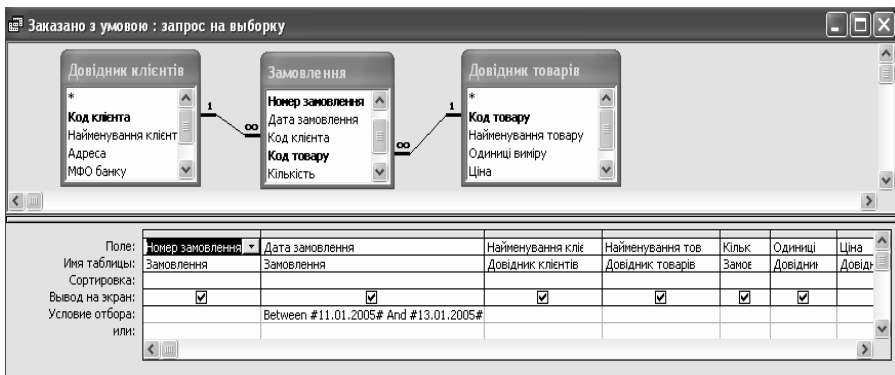 Заказано з умовою : запрос на выборку
Довідник клієнтів
*
Код клієнта
Найменування клієнт
Адреса
МФО банку
1
∞
Замовлення
Номер замовлення
Дата замовлення
Код клієнта
Код товару
Кількість
∞
1
Довідник товарів
*
Код товару
Найменування товару
Одиниці виміру
Ціна
Поле: Номер замовлення Дата замовлення Найменування кліє Найменування тов Кільк Одиниці Ціна
Имя таблицы: Замовлення Замовлення Довідник клієнтів Довідник товарів Замов Довідни Довідн
Сортировка:
Вывод на экран:
Условие отбора: Between #11.01.2005# And #13.01.2005#
или: